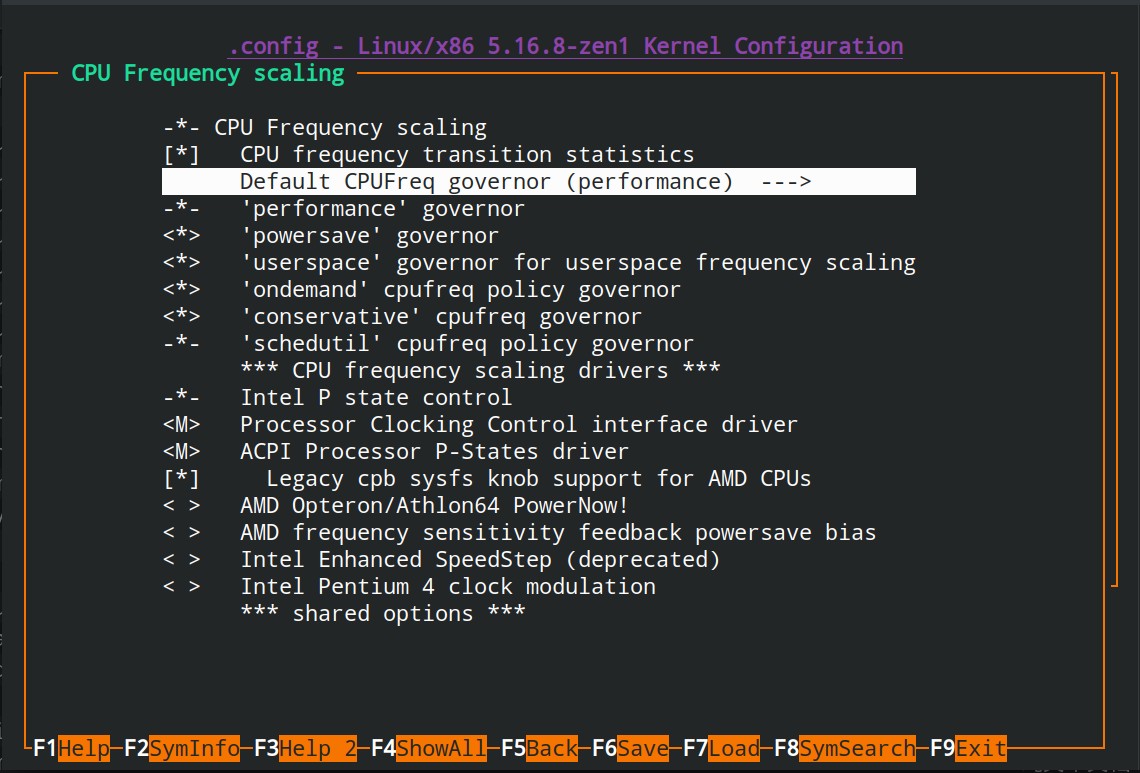 .config - Linux/x86 5.16.8-zen1 Kernel Configuration
CPU Frequency scaling
-*- CPU Frequency scaling
[*] CPU frequency transition statistics
Default CPUFreq governor (performance) --->
-*- 'performance' governor
<*> 'powersave' governor
<*> 'userspace' governor for userspace frequency scaling
<*> 'ondemand' cpufreq policy governor
<*> 'conservative' cpufreq governor
-*- 'schedutil' cpufreq policy governor
*** CPU frequency scaling drivers ***
-*- Intel P state control
<M> Processor Clocking Control interface driver
<M> ACPI Processor P-States driver
[*] Legacy cpb sysfs knob support for AMD CPUs
< > AMD Opteron/Athlon64 PowerNow!
< > AMD frequency sensitivity feedback powersave bias
< > Intel Enhanced SpeedStep (deprecated)
< > Intel Pentium 4 clock modulation
*** shared options ***
F1Help F2SymInfo F3Help 2 F4ShowAll F5Back F6Save F7Load F8SymSearch F9Exit